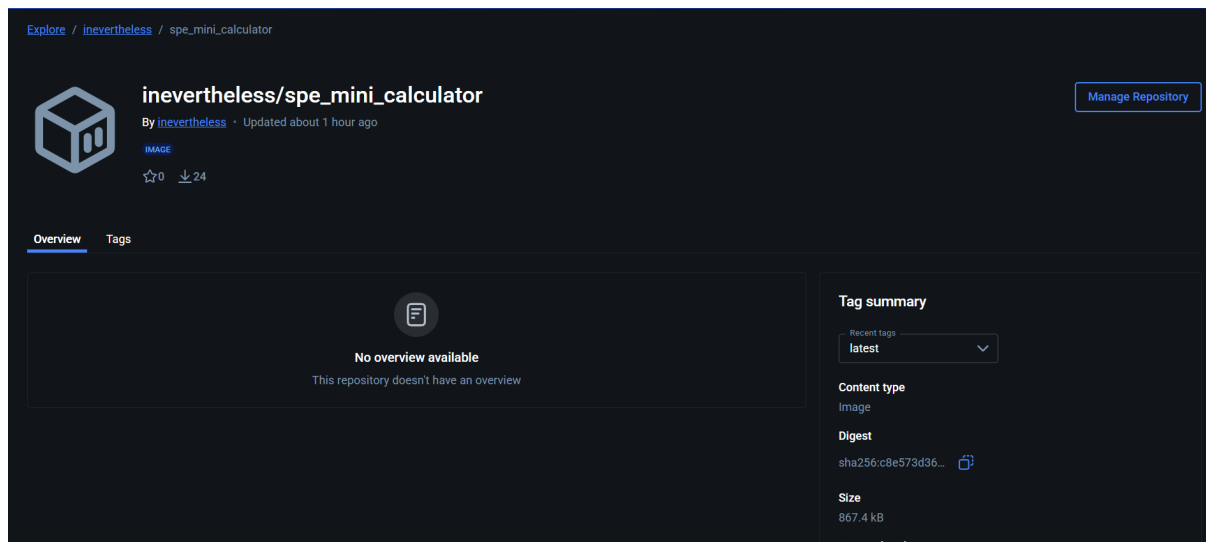 Explore / inevertheless / spe_mini_calculator
inevertheless/spe_mini_calculator
Manage Repository
By inevertheless · Updated about 1 hour ago
IMAGE
0 24
Overview Tags
No overview available
This repository doesn't have an overview
Tag summary
Recent tags
latest
Content type
Image
Digest
sha256:c8e573d36...
Size
867.4 kB